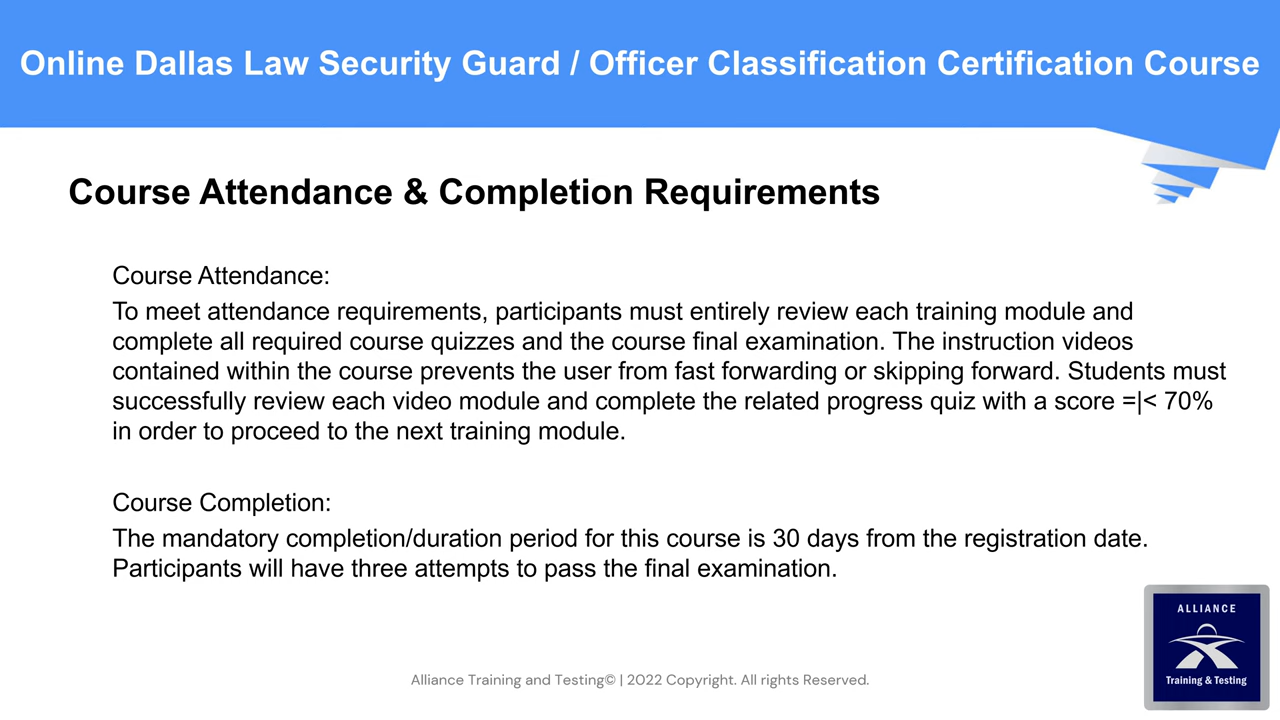 Online Dallas Law Security Guard / Officer Classification Certification Course
Course Attendance & Completion Requirements
Course Attendance:
To meet attendance requirements, participants must entirely review each training module and
complete all required course quizzes and the course final examination. The instruction videos
contained within the course prevents the user from fast forwarding or skipping forward. Students must
successfully review each video module and complete the related progress quiz with a score =|< 70%
in order to proceed to the next training module.
Course Completion:
The mandatory completion/duration period for this course is 30 days from the registration date.
Participants will have three attempts to pass the final examination.
ALLIANCE
Training & Testing
Alliance Training and Testing© | 2022 Copyright. All rights Reserved.